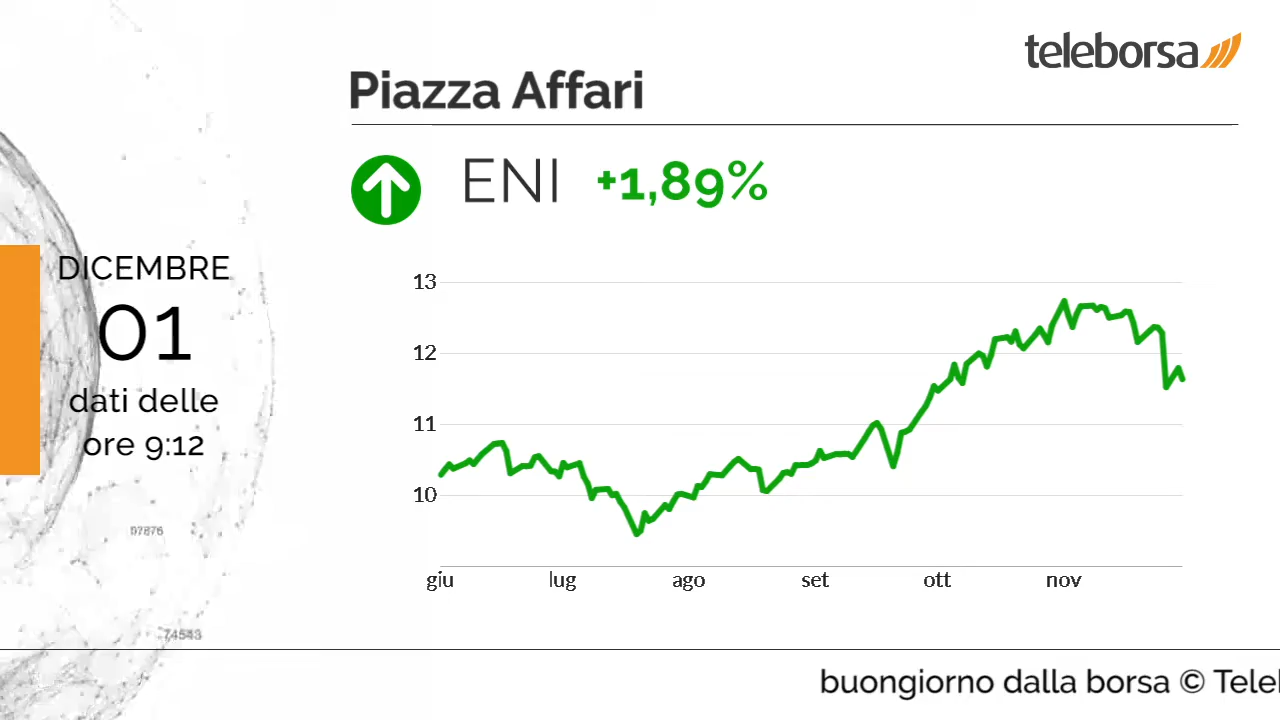 teleborsa
Piazza Affari
ENI +1,89%
DICEMBRE
01
dati delle
ore 9:12
13
12
11
10
giu lug ago set ott nov
97876
74543
buongiorno dalla borsa © Tele